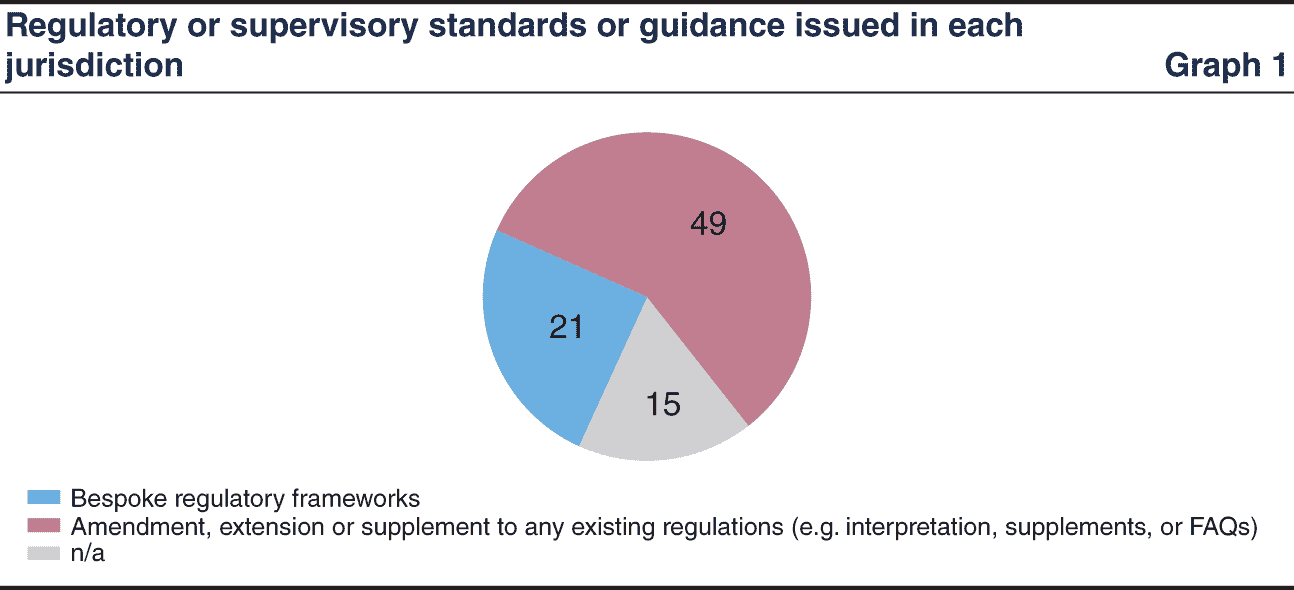 Regulatory or supervisory standards or guidance issued in each
jurisdiction Graph 1
49
21
15
Bespoke regulatory frameworks
Amendment, extension or supplement to any existing regulations (e.g. interpretation, supplements, or FAQs)
n/a